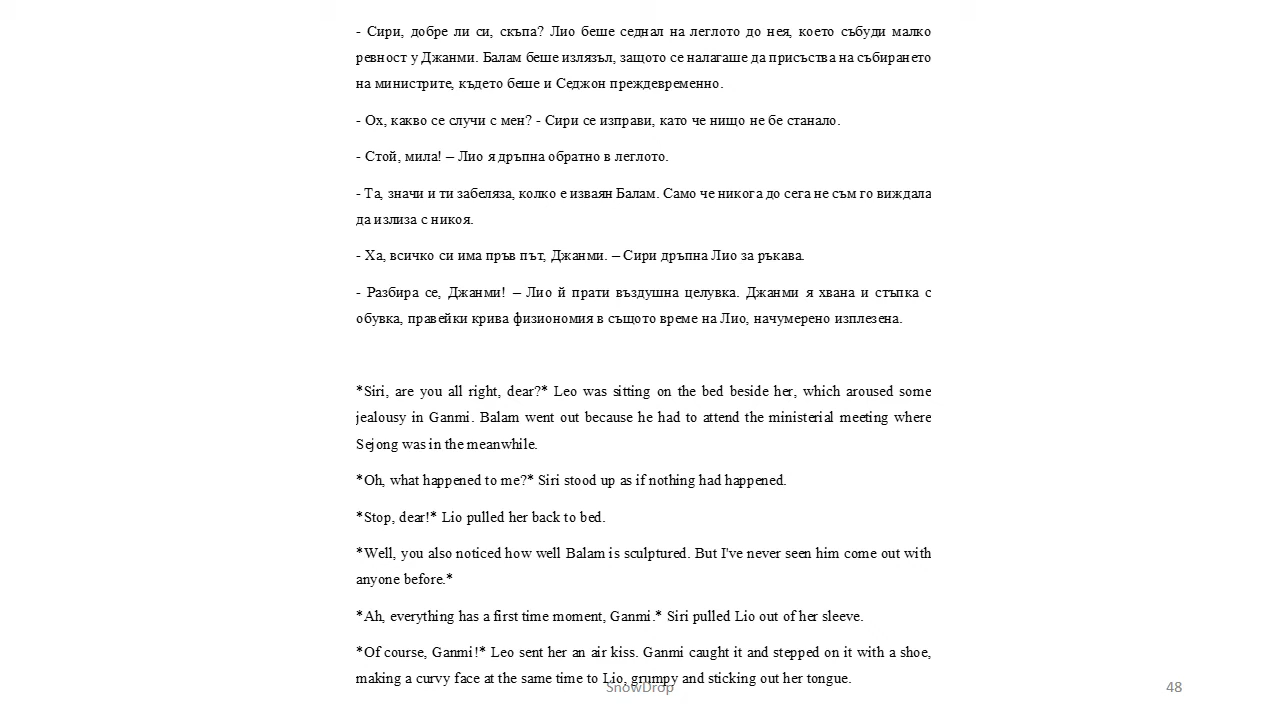 - Сири, добре ли си, скъпа? Лио беше седнал на леглото до нея, което събуди малко
ревност у Джанми. Балам беше излязъл, защото се налагаше да присъства на събирането
на министрите, където беше и Седжон преждевременно.
- Ох, какво се случи с мен? - Сири се изправи, като че нищо не бе станало.
- Стой, мила! – Лио я дръпна обратно в леглото.
- Та, значи и ти забеляза, колко е изваян Балам. Само че никога до сега не съм го виждала
да излиза с никоя.
- Ха, всичко си има пръв път, Джанми. – Сири дръпна Лио за ръкава.
- Разбира се, Джанми! – Лио й прати въздушна целувка. Джанми я хвана и стъпка с
обувка, правейки крива физиономия в същото време на Лио, начумерено изплезена.
*Siri, are you all right, dear?* Leo was sitting on the bed beside her, which aroused some
jealousy in Ganmi. Balam went out because he had to attend the ministerial meeting where
Sejong was in the meanwhile.
*Oh, what happened to me?* Siri stood up as if nothing had happened.
*Stop, dear!* Lio pulled her back to bed.
*Well, you also noticed how well Balam is sculptured. But I've never seen him come out with
anyone before.*
*Ah, everything has a first time moment, Ganmi.* Siri pulled Lio out of her sleeve.
*Of course, Ganmi!* Leo sent her an air kiss. Ganmi caught it and stepped on it with a shoe,
making a curvy face at the same time to Lio, grumpy and sticking out her tongue.
SnowDrop
48